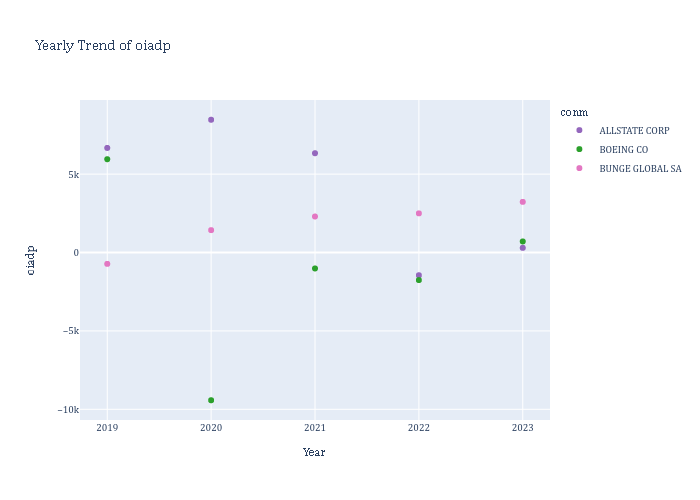 Yearly Trend of oiadp
conm
ALLSTATE CORP
BOEING CO
BUNGE GLOBAL SA
5k
0
−5k
−10k
oiadp
2019 2020 2021 2022 2023
Year